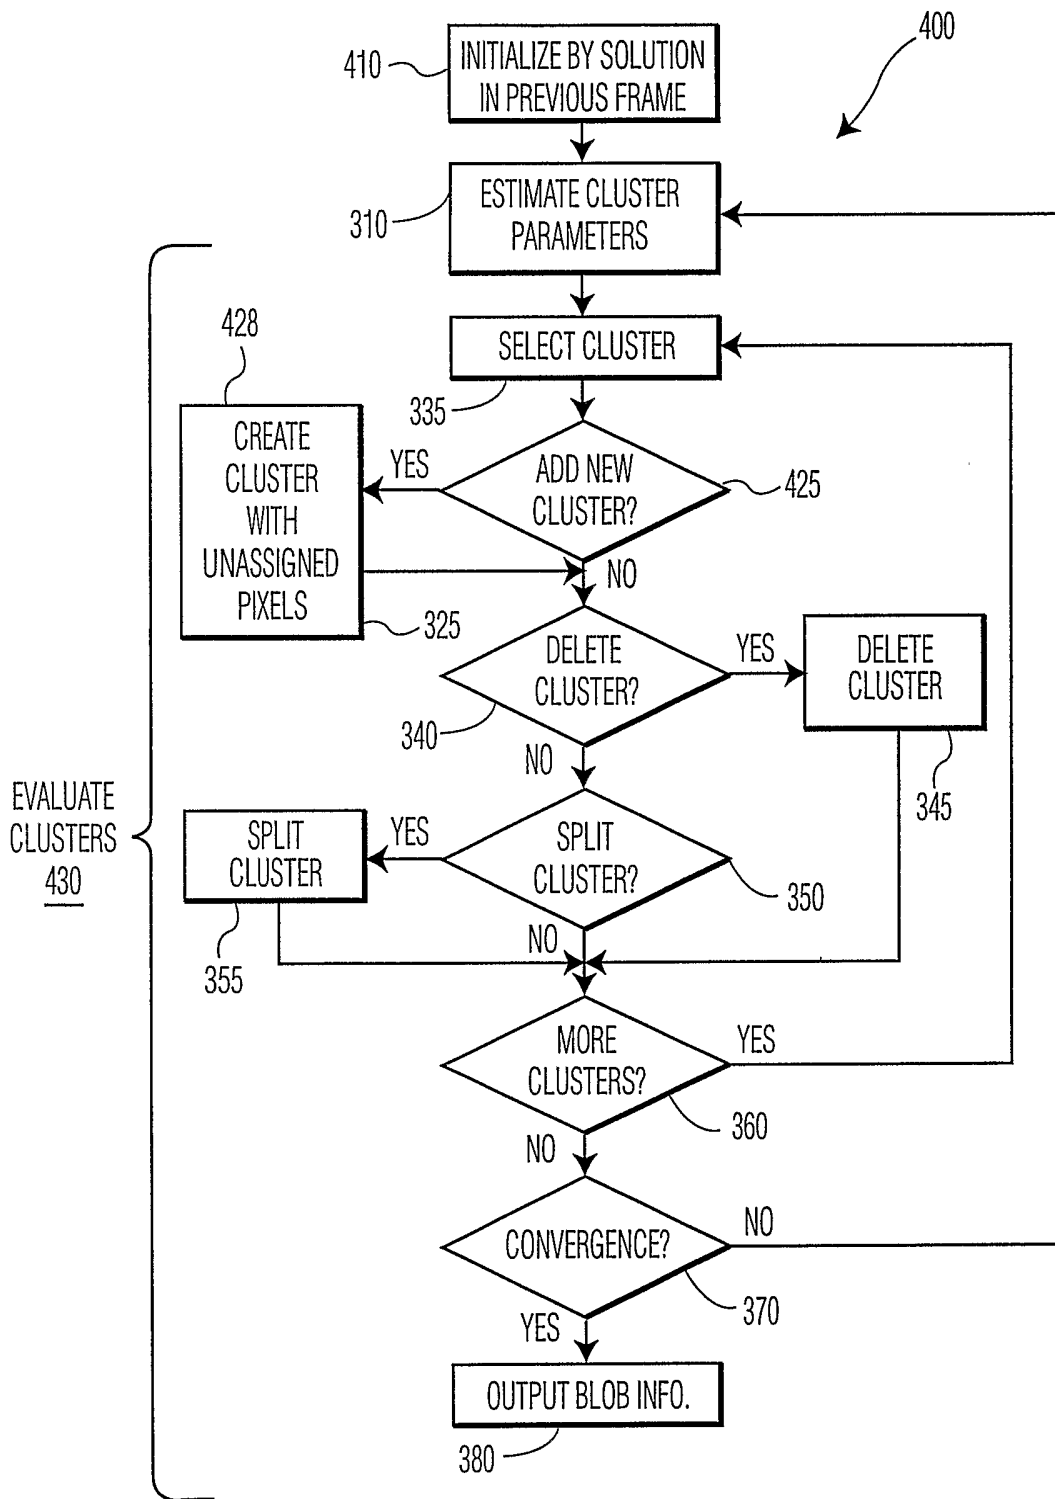 400
410
INITIALIZE BY SOLUTION
IN PREVIOUS FRAME
310
ESTIMATE CLUSTER
PARAMETERS
SELECT CLUSTER
335
428
CREATE
CLUSTER
WITH
UNASSIGNED
PIXELS
325
YES
ADD NEW
CLUSTER?
425
NO
DELETE
CLUSTER?
340
YES
DELETE
CLUSTER
345
NO
EVALUATE
CLUSTERS
430
SPLIT
CLUSTER
355
YES
SPLIT
CLUSTER?
350
NO
MORE
CLUSTERS?
YES
360
NO
CONVERGENCE?
NO
370
YES
OUTPUT BLOB INFO.
380